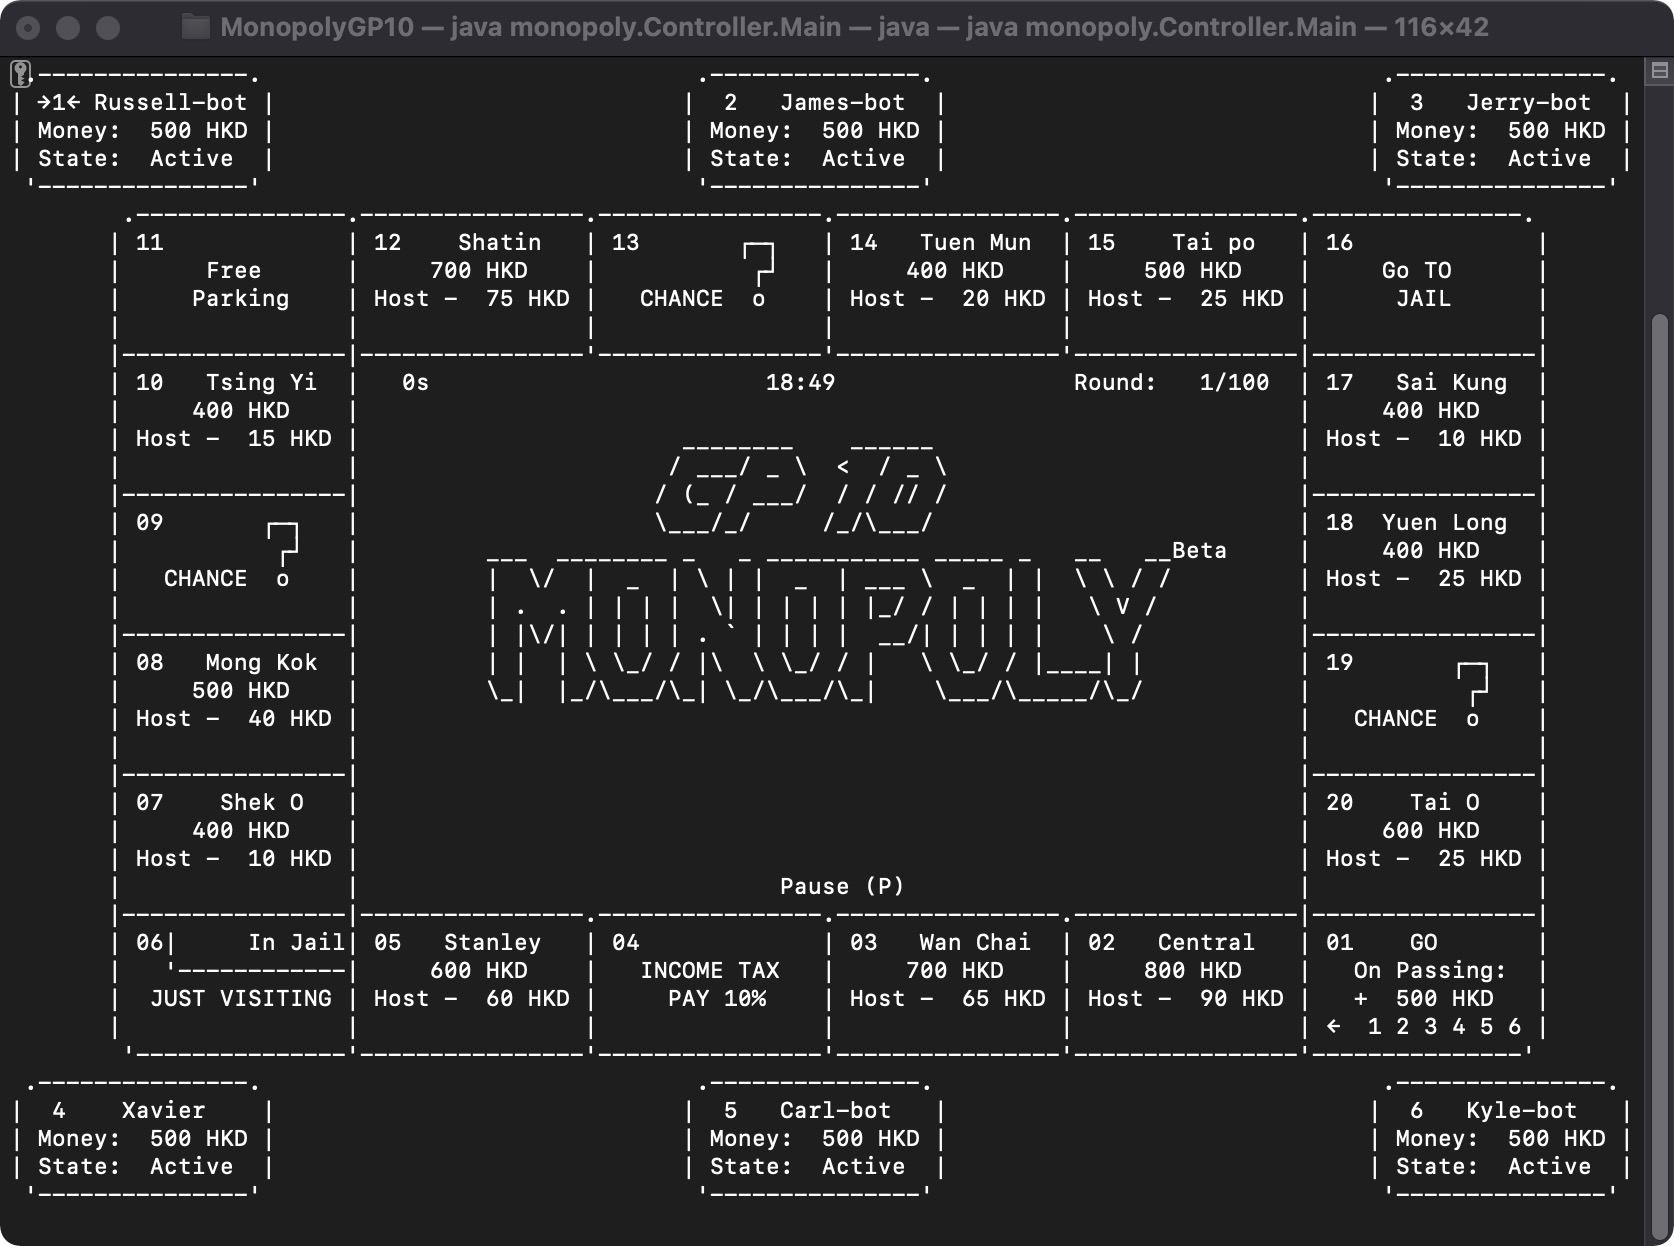 MonopolyGP10 — java monopoly.Controller.Main — java — java monopoly.Controller.Main — 116×42
→1← Russell-bot
Money: 500 HKD
State: Active
2 James-bot
Money: 500 HKD
State: Active
3 Jerry-bot
Money: 500 HKD
State: Active
11
Free
Parking
12 Shatin
700 HKD
Host - 75 HKD
13
CHANCE
14 Tuen Mun
400 HKD
Host - 20 HKD
15 Tai po
500 HKD
Host - 25 HKD
16
Go TO
JAIL
10 Tsing Yi
400 HKD
Host - 15 HKD
0s 18:49 Round: 1/100
17 Sai Kung
400 HKD
Host - 10 HKD
GP 10
09
CHANCE
Beta
MONOPOLY
18 Yuen Long
400 HKD
Host - 25 HKD
08 Mong Kok
500 HKD
Host - 40 HKD
19
CHANCE
07 Shek O
400 HKD
Host - 10 HKD
20 Tai O
600 HKD
Host - 25 HKD
Pause (P)
06 In Jail
JUST VISITING
05 Stanley
600 HKD
Host - 60 HKD
04
INCOME TAX
PAY 10%
03 Wan Chai
700 HKD
Host - 65 HKD
02 Central
800 HKD
Host - 90 HKD
01 GO
On Passing:
+ 500 HKD
← 1 2 3 4 5 6
4 Xavier
Money: 500 HKD
State: Active
5 Carl-bot
Money: 500 HKD
State: Active
6 Kyle-bot
Money: 500 HKD
State: Active